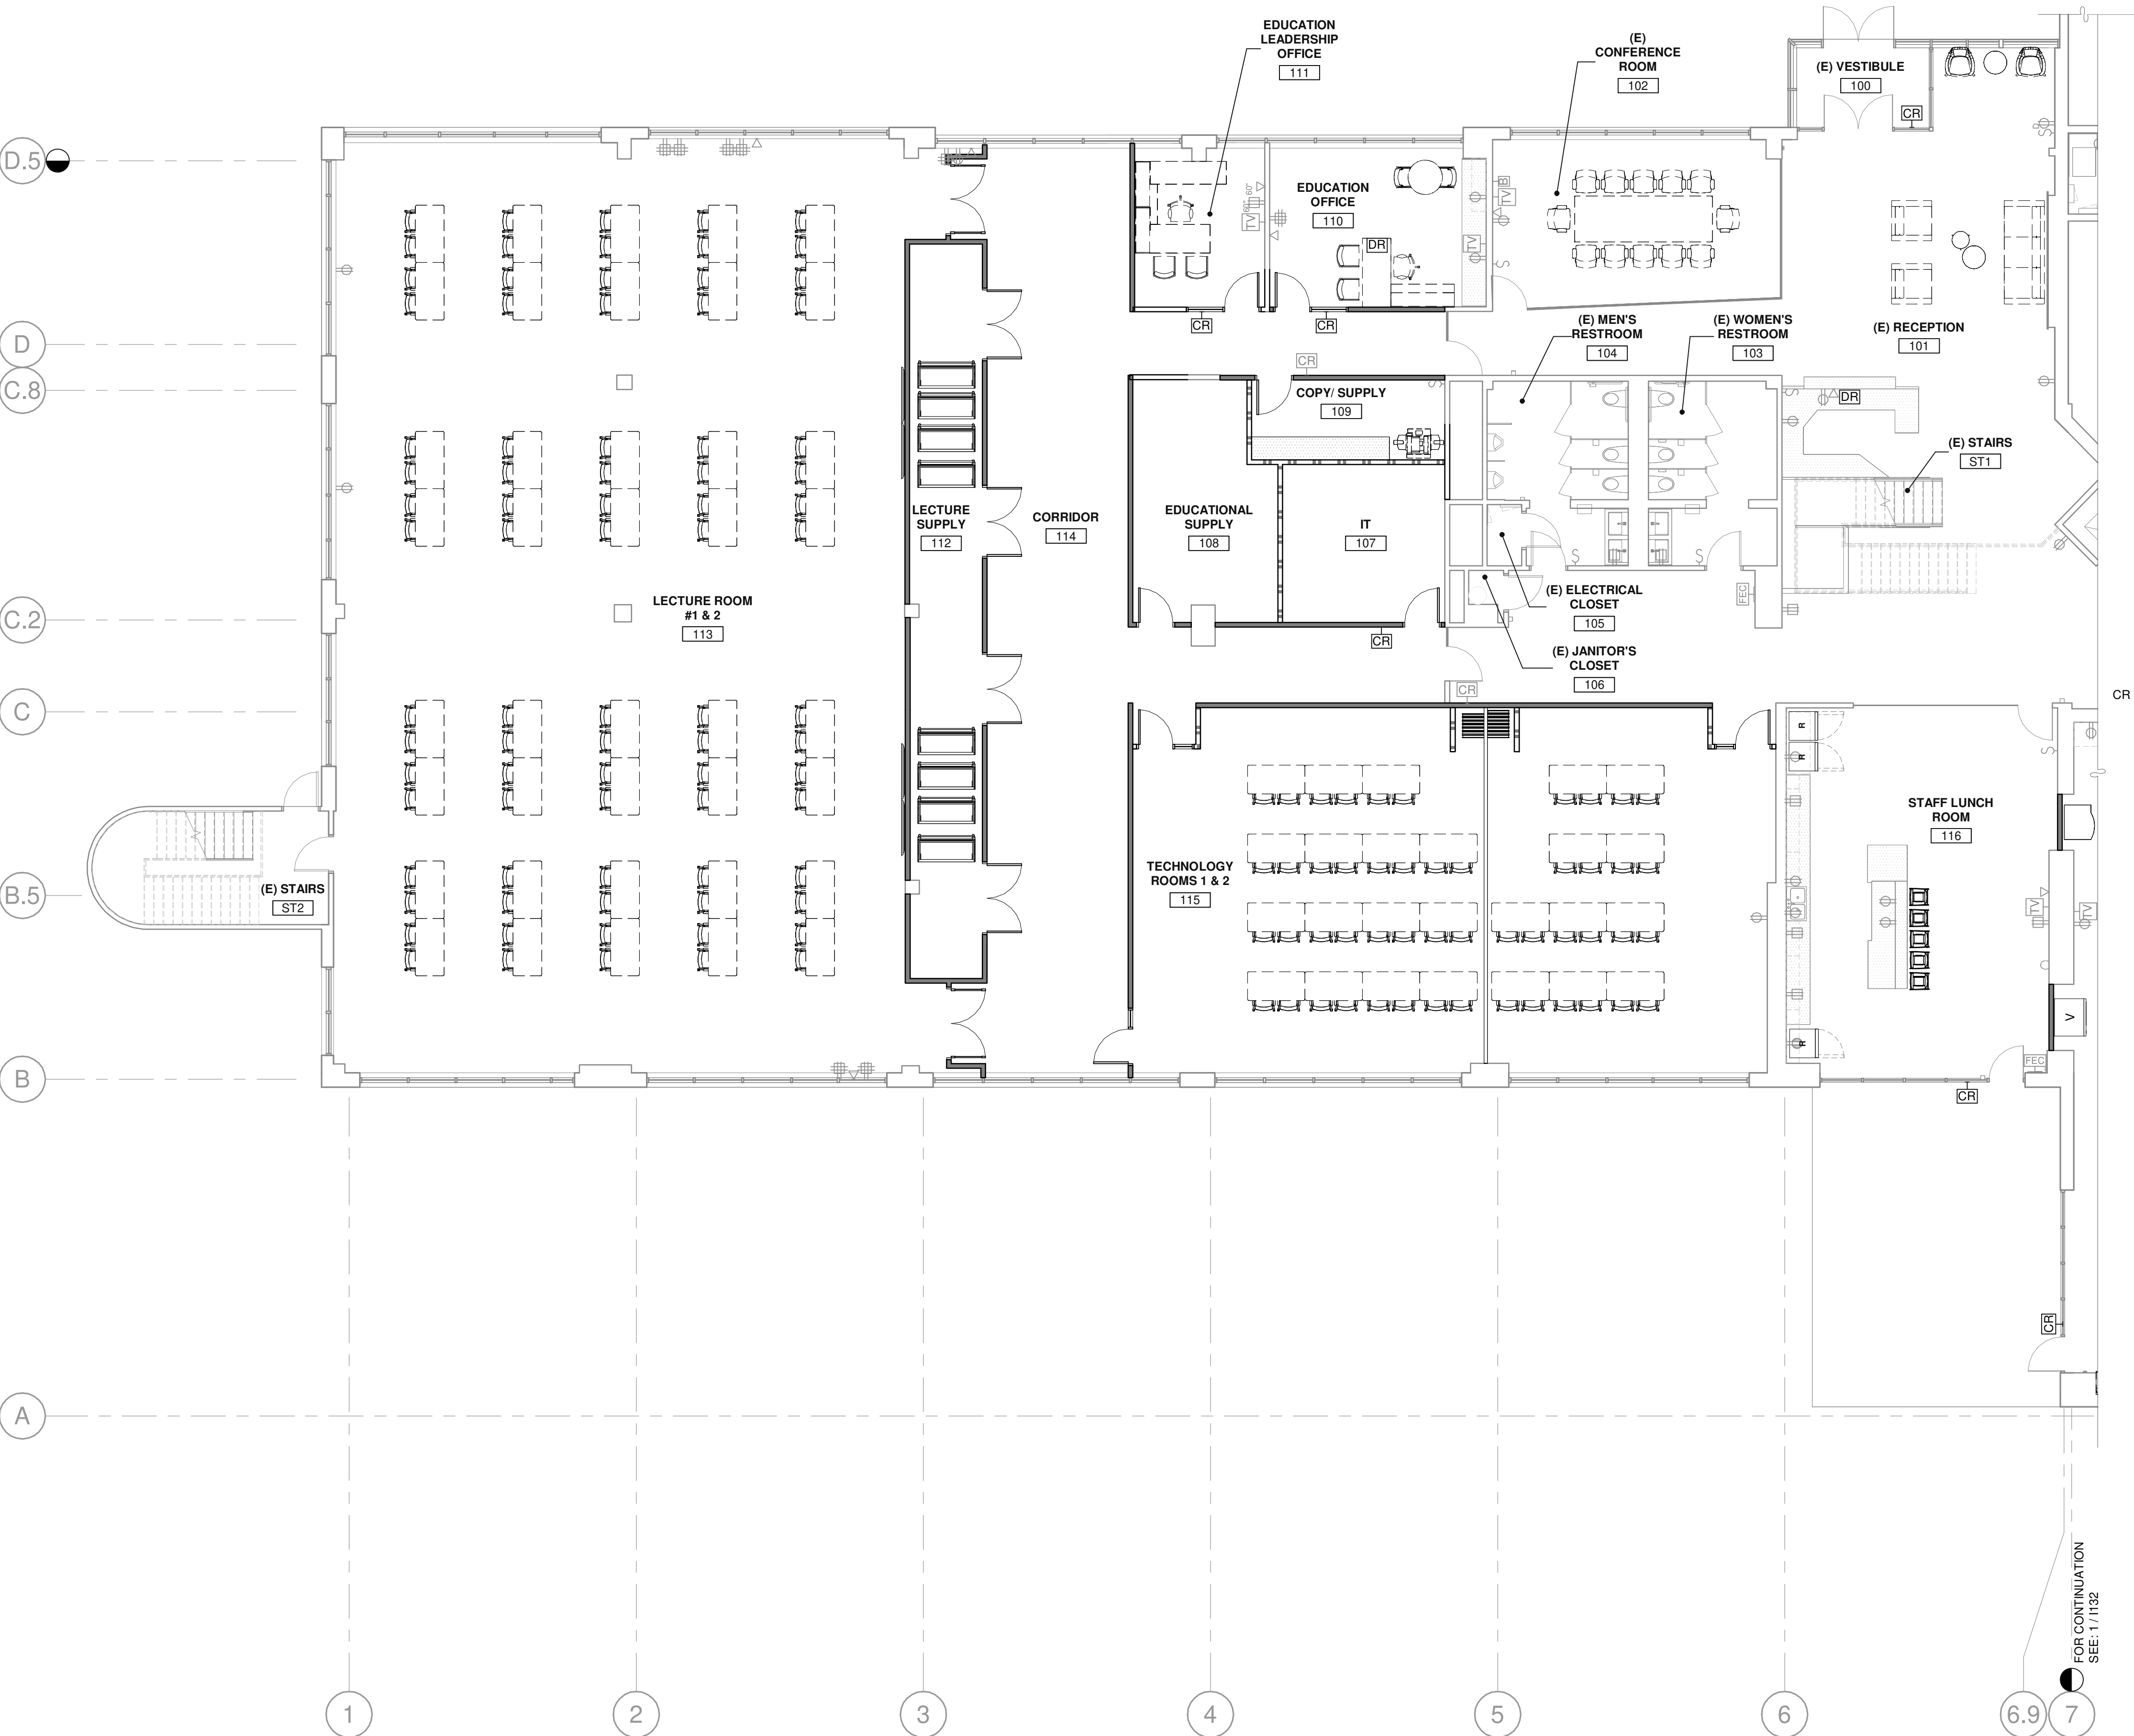 EDUCATION
LEADERSHIP
OFFICE
111
(E)
CONFERENCE
ROOM
102
(E) VESTIBULE
100
CR
D.5
S
EDUCATION
OFFICE
110
60"
60"
TV
B
TV
TV
DR
S
CR
CR
(E) MEN'S
RESTROOM
104
(E) WOMEN'S
RESTROOM
103
(E) RECEPTION
101
D
C.8
CR
S
COPY/ SUPPLY
109
S
DR
(E) STAIRS
ST1
LECTURE
SUPPLY
112
CORRIDOR
114
EDUCATIONAL
SUPPLY
108
IT
107
S
S
LECTURE ROOM
#1 & 2
113
C.2
(E) ELECTRICAL
CLOSET
105
FEC
CR
(E) JANITOR'S
CLOSET
106
CR
CR
C
R
R
S
STAFF LUNCH
ROOM
116
TECHNOLOGY
ROOMS 1 & 2
115
(E) STAIRS
ST2
B.5
TV
TV
V
R
FEC
CR
B
CR
A
FOR CONTINUATION
SEE: 1 / I132
1
2
3
4
5
6
6.9
7